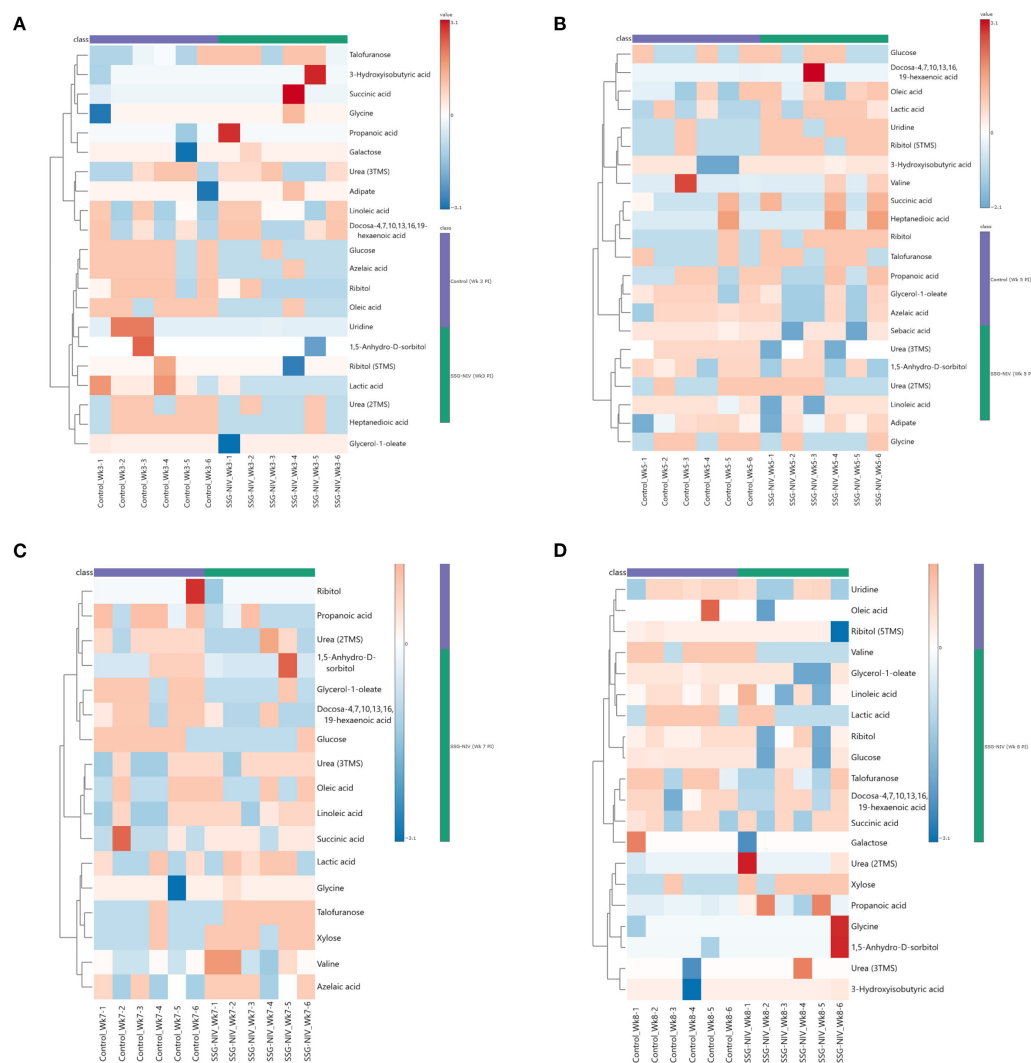 A
class
Talofuranose
3-Hydroxyisobutyric acid
Succinic acid
Glycine
Propanoic acid
Galactose
Urea (3TMS)
Adipate
Linoleic acid
Docosa-4,7,10,13,16,19-
hexaenoic acid
Glucose
Azelaic acid
Ribitol
Oleic acid
Uridine
1,5-Anhydro-D-sorbitol
Ribitol (5TMS)
Lactic acid
Urea (2TMS)
Heptanedioic acid
Glycerol-1-oleate
Control_Wk3-1
Control_Wk3-2
Control_Wk3-3
Control_Wk3-4
Control_Wk3-5
Control_Wk3-6
SSG-NIV_Wk3-1
SSG-NIV_Wk3-2
SSG-NIV_Wk3-3
SSG-NIV_Wk3-4
SSG-NIV_Wk3-5
SSG-NIV_Wk3-6
value
3.1
0
−3.1
class
Control (Wk 3 PI)
SSG-NIV (Wk3 PI)
B
class
Glucose
Docosa-4,7,10,13,16,
19-hexaenoic acid
Oleic acid
Lactic acid
Uridine
Ribitol (5TMS)
3-Hydroxyisobutyric acid
Valine
Succinic acid
Heptanedioic acid
Ribitol
Talofuranose
Propanoic acid
Glycerol-1-oleate
Azelaic acid
Sebacic acid
Urea (3TMS)
1,5-Anhydro-D-sorbitol
Urea (2TMS)
Linoleic acid
Adipate
Glycine
Control_Wk5-1
Control_Wk5-2
Control_Wk5-3
Control_Wk5-4
Control_Wk5-5
Control_Wk5-6
SSG-NIV_Wk5-1
SSG-NIV_Wk5-2
SSG-NIV_Wk5-3
SSG-NIV_Wk5-4
SSG-NIV_Wk5-5
SSG-NIV_Wk5-6
value
3.1
0
−3.1
class
Control (Wk 5 PI)
SSG-NIV (Wk 5 PI)
C
class
Ribitol
Propanoic acid
Urea (2TMS)
1,5-Anhydro-D-
sorbitol
Glycerol-1-oleate
Docosa-4,7,10,13,16,
19-hexaenoic acid
Glucose
Urea (3TMS)
Oleic acid
Linoleic acid
Succinic acid
Lactic acid
Glycine
Talofuranose
Xylose
Valine
Azelaic acid
Control_Wk7-1
Control_Wk7-2
Control_Wk7-3
Control_Wk7-4
Control_Wk7-5
Control_Wk7-6
SSG-NIV_Wk7-1
SSG-NIV_Wk7-2
SSG-NIV_Wk7-3
SSG-NIV_Wk7-4
SSG-NIV_Wk7-5
SSG-NIV_Wk7-6
0
−3.1
SSG-NIV (Wk 7 PI)
D
class
Uridine
Oleic acid
Ribitol (5TMS)
Valine
Glycerol-1-oleate
Linoleic acid
Lactic acid
Ribitol
Glucose
Talofuranose
Docosa-4,7,10,13,16,
19-hexaenoic acid
Succinic acid
Galactose
Urea (2TMS)
Xylose
Propanoic acid
Glycine
1,5-Anhydro-D-sorbitol
Urea (3TMS)
3-Hydroxyisobutyric acid
Control_Wk8-1
Control_Wk8-2
Control_Wk8-3
Control_Wk8-4
Control_Wk8-5
Control_Wk8-6
SSG-NIV_Wk8-1
SSG-NIV_Wk8-2
SSG-NIV_Wk8-3
SSG-NIV_Wk8-4
SSG-NIV_Wk8-5
SSG-NIV_Wk8-6
0
−3.1
SSG-NIV (Wk 8 PI)